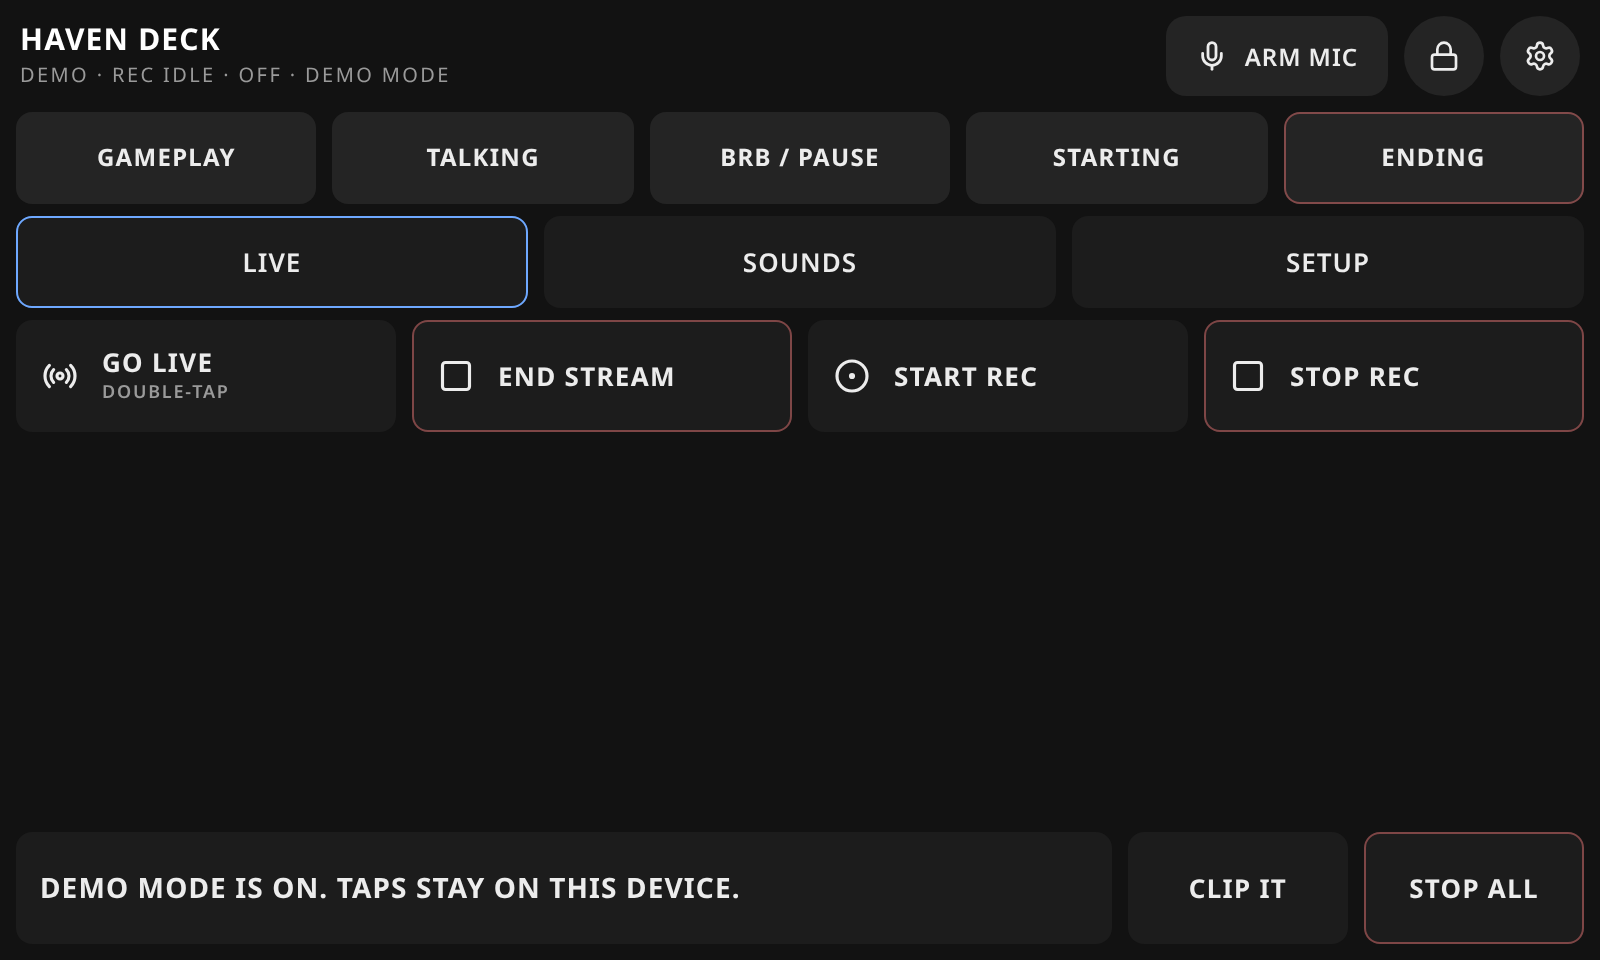 HAVEN DECK
DEMO · REC IDLE · OFF · DEMO MODE
ARM MIC
GAMEPLAY
TALKING
BRB / PAUSE
STARTING
ENDING
LIVE
SOUNDS
SETUP
GO LIVE
DOUBLE-TAP
END STREAM
START REC
STOP REC
DEMO MODE IS ON. TAPS STAY ON THIS DEVICE.
CLIP IT
STOP ALL